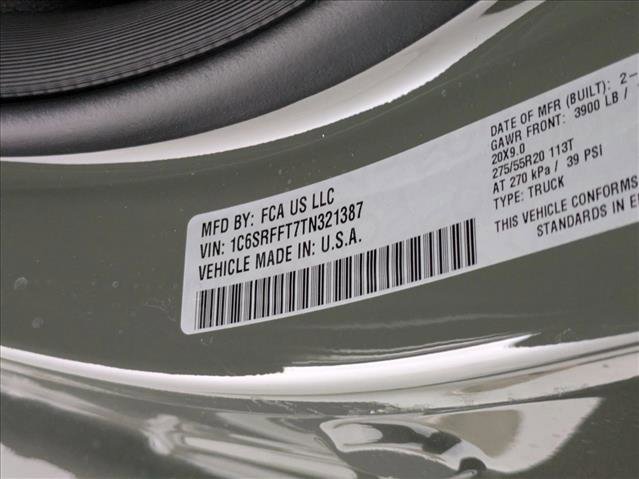 MFD BY: FCA US LLC
VIN: 1C6SRFFT7TN321387
VEHICLE MADE IN: U.S.A.
DATE OF MFR (BUILT): 2-
GAWR FRONT: 3900 LB /
20X9.0
275/55R20 113T
AT 270 kPa / 39 PSI
TYPE: TRUCK
THIS VEHICLE CONFORMS
STANDARDS IN